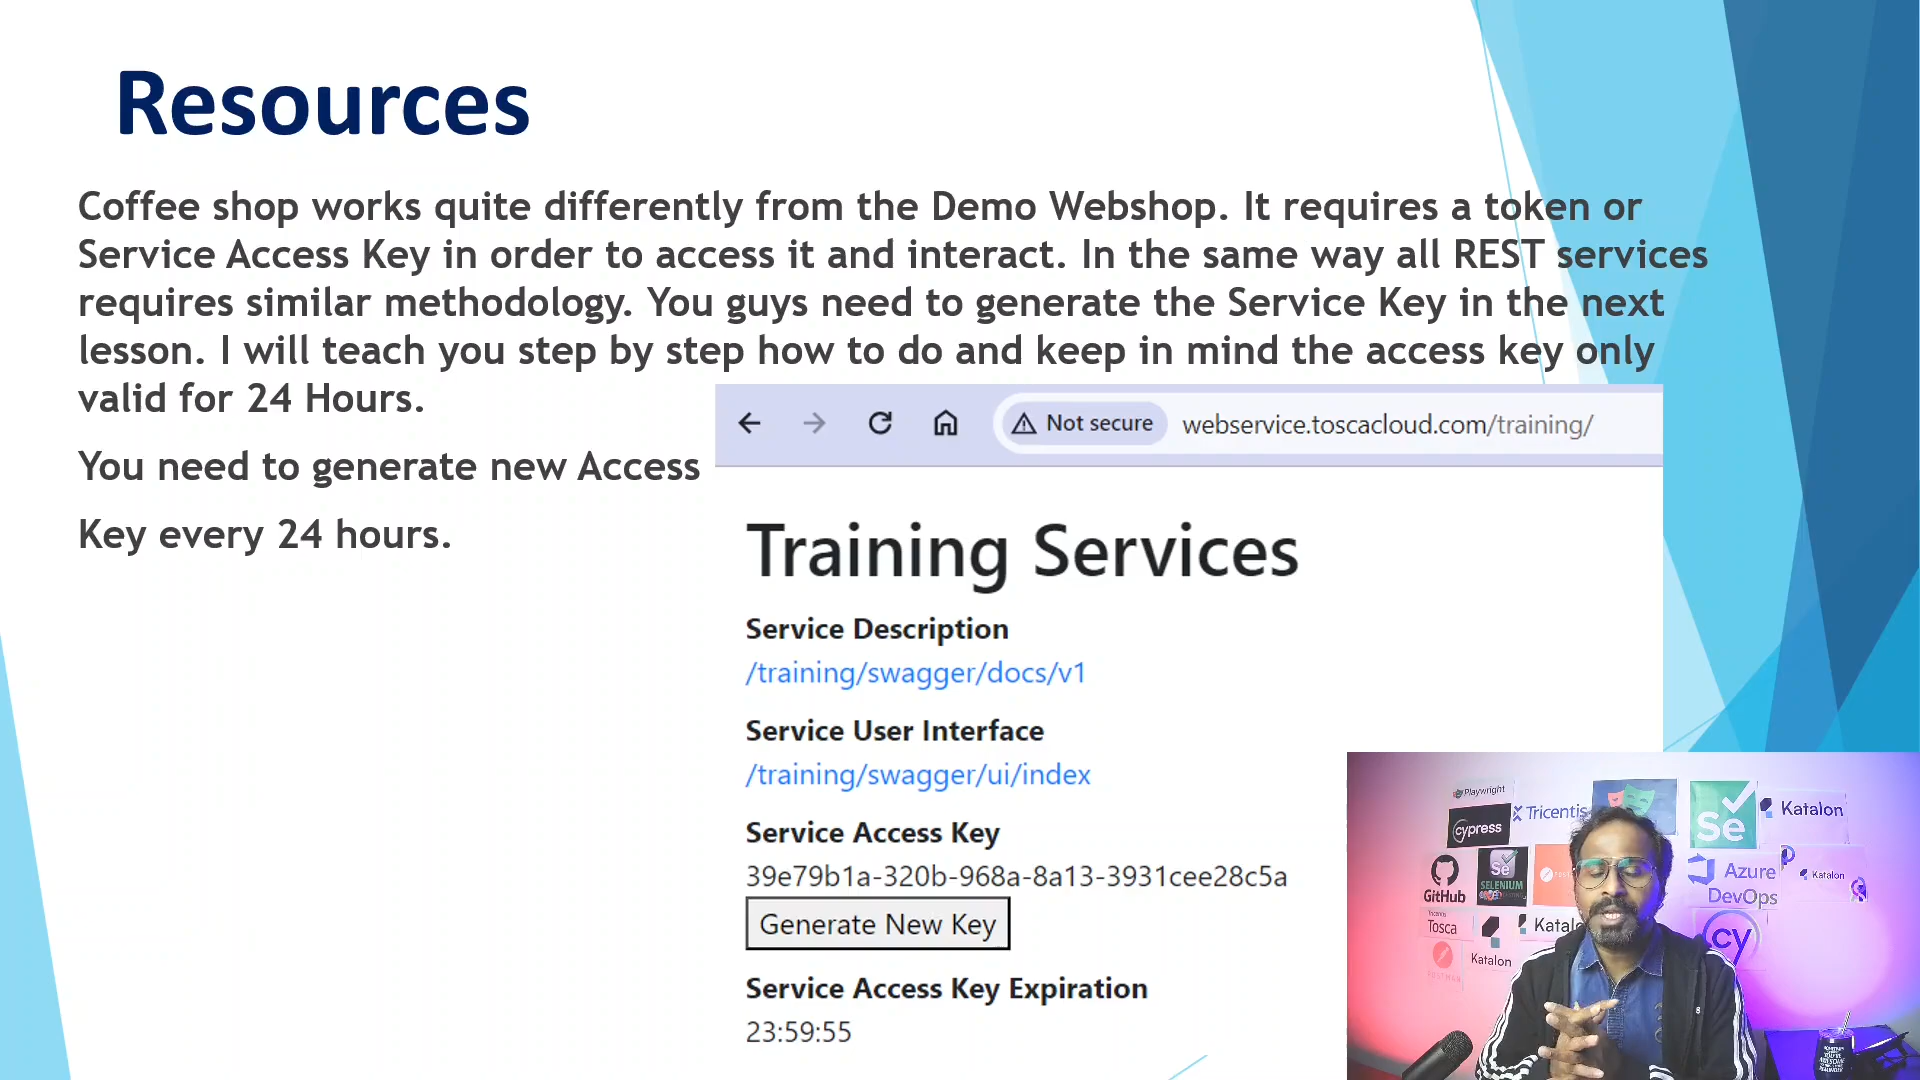 Resources
Coffee shop works quite differently from the Demo Webshop. It requires a token or
Service Access Key in order to access it and interact. In the same way all REST services
requires similar methodology. You guys need to generate the Service Key in the next
lesson. I will teach you step by step how to do and keep in mind the access key only
valid for 24 Hours.
You need to generate new Access
Key every 24 hours.
Not secure webservice.toscacloud.com/training/
Training Services
Service Description
/training/swagger/docs/v1
Service User Interface
/training/swagger/ui/index
Service Access Key
39e79b1a-320b-968a-8a13-3931cee28c5a
Generate New Key
Service Access Key Expiration
23:59:55
Playwright
Tricentis
cypress
Se
Katalon
GitHub
Se
SELENIUM
Azure
DevOps
Katalon
Tosca
Katalon
cy
POSTMAN